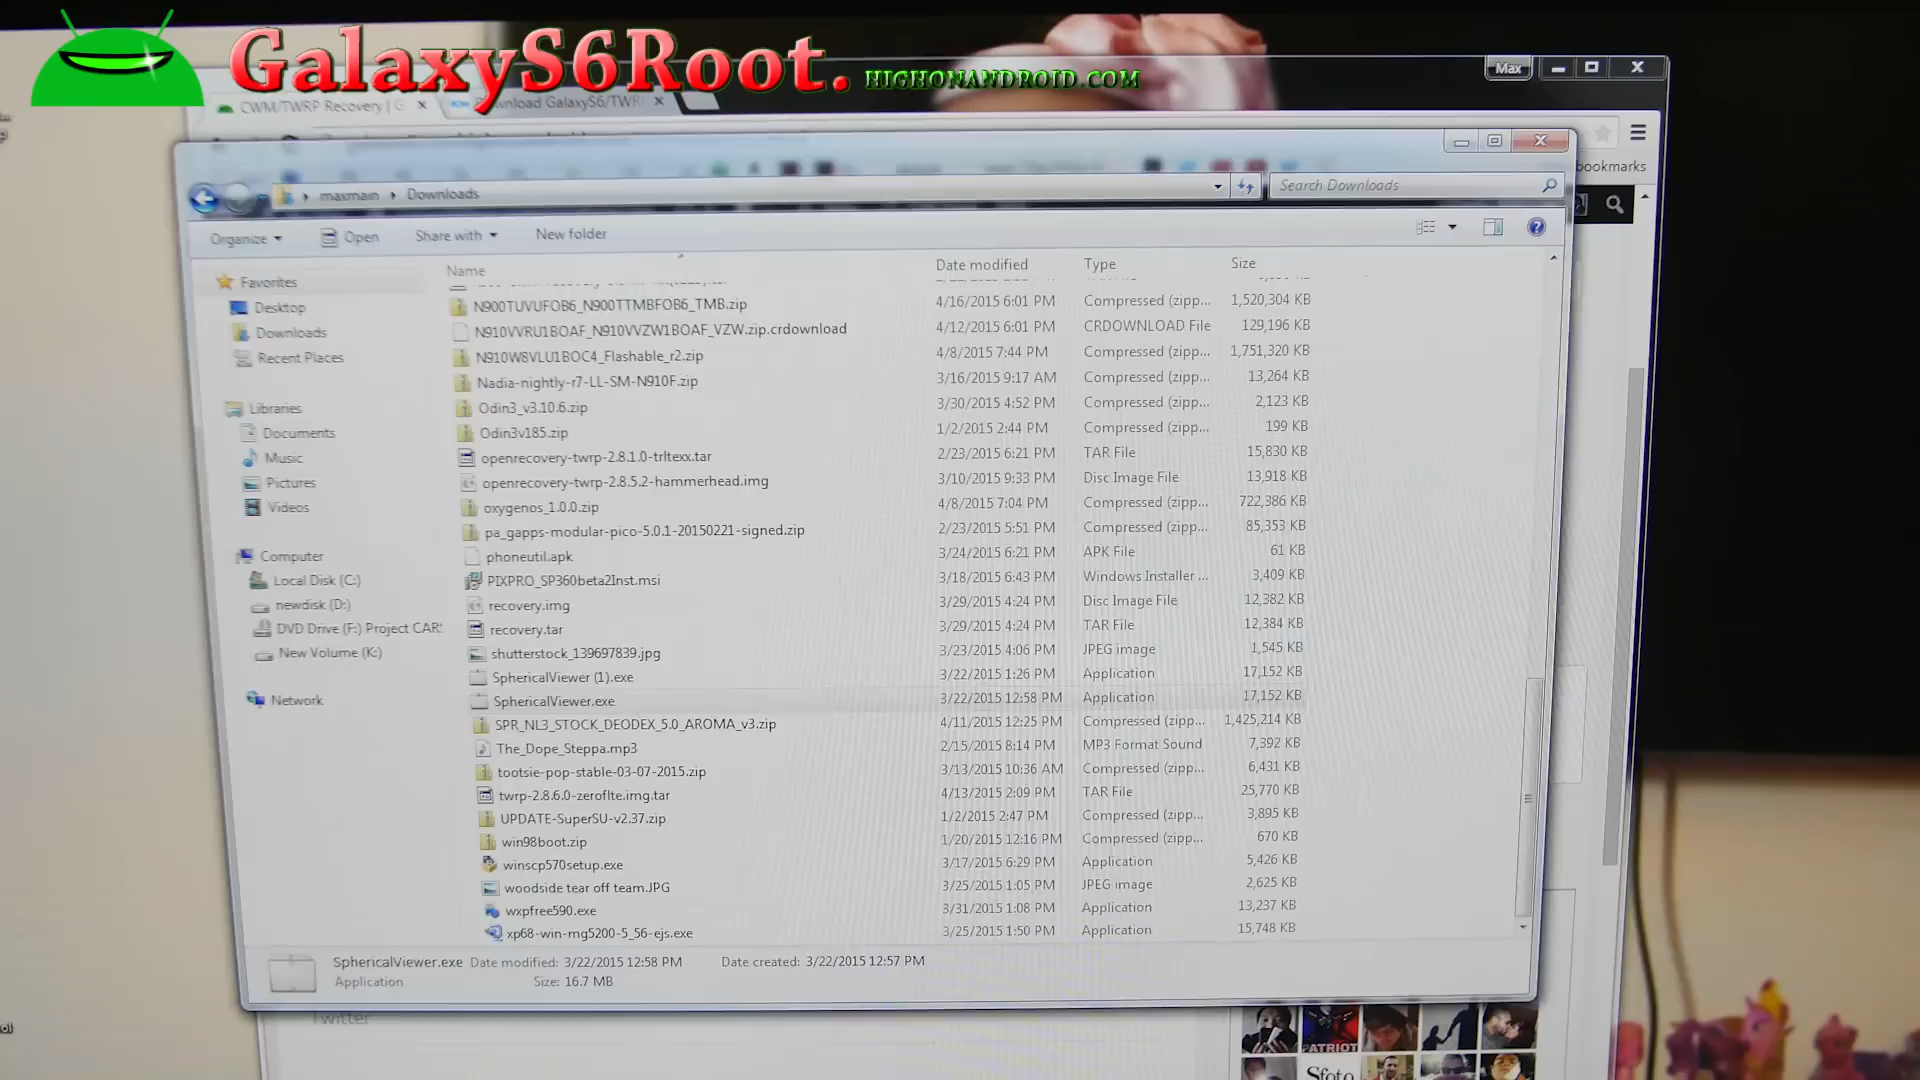 GalaxyS6Root.
HIGHONANDROID.COM
Max
CWM/TWRP Recovery | G
Download GalaxyS6/TWR
bookmarks
maxmain
Downloads
Search Downloads
Organize
Open
Share with
New folder
Name
Date modified
Type
Size
Favorites
Desktop
Downloads
Recent Places
Libraries
Documents
Music
Pictures
Videos
Computer
Local Disk (C:)
newdisk (D:)
DVD Drive (F:) Project CAR
New Volume (K:)
Network
N900TUVUFOB6_N900TTMBFOB6_TMB.zip 4/16/2015 6:01 PM Compressed (zipp... 1,520,304 KB
N910VVRU1BOAF_N910VVZW1BOAF_VZW.zip.crdownload 4/12/2015 6:01 PM CRDOWNLOAD File 129,196 KB
N910W8VLU1BOC4_Flashable_r2.zip 4/8/2015 7:44 PM Compressed (zipp... 1,751,320 KB
Nadia-nightly-r7-LL-SM-N910F.zip 3/16/2015 9:17 AM Compressed (zipp... 13,264 KB
Odin3_v3.10.6.zip 3/30/2015 4:52 PM Compressed (zipp... 2,123 KB
Odin3v185.zip 1/2/2015 2:44 PM Compressed (zipp... 199 KB
openrecovery-twrp-2.8.1.0-trltexx.tar 2/23/2015 6:21 PM TAR File 15,830 KB
openrecovery-twrp-2.8.5.2-hammerhead.img 3/10/2015 9:33 PM Disc Image File 13,918 KB
oxygenos_1.0.0.zip 4/8/2015 7:04 PM Compressed (zipp... 722,386 KB
pa_gapps-modular-pico-5.0.1-20150221-signed.zip 2/23/2015 5:51 PM Compressed (zipp... 85,353 KB
phoneutil.apk 3/24/2015 6:21 PM APK File 61 KB
PIXPRO_SP360beta2Inst.msi 3/18/2015 6:43 PM Windows Installer ... 3,409 KB
recovery.img 3/29/2015 4:24 PM Disc Image File 12,382 KB
recovery.tar 3/29/2015 4:24 PM TAR File 12,384 KB
shutterstock_139697839.jpg 3/23/2015 4:06 PM JPEG image 1,545 KB
SphericalViewer (1).exe 3/22/2015 1:26 PM Application 17,152 KB
SphericalViewer.exe 3/22/2015 12:58 PM Application 17,152 KB
SPR_NL3_STOCK_DEODEX_5.0_AROMA_v3.zip 4/11/2015 12:25 PM Compressed (zipp... 1,425,214 KB
The_Dope_Steppa.mp3 2/15/2015 8:14 PM MP3 Format Sound 7,392 KB
tootsie-pop-stable-03-07-2015.zip 3/13/2015 10:36 AM Compressed (zipp... 6,431 KB
twrp-2.8.6.0-zeroflte.img.tar 4/13/2015 2:09 PM TAR File 25,770 KB
UPDATE-SuperSU-v2.37.zip 1/2/2015 2:47 PM Compressed (zipp... 3,895 KB
win98boot.zip 1/20/2015 12:16 PM Compressed (zipp... 670 KB
winscp570setup.exe 3/17/2015 6:29 PM Application 5,426 KB
woodside tear off team.JPG 3/25/2015 1:05 PM JPEG image 2,625 KB
wxpfree590.exe 3/31/2015 1:08 PM Application 13,237 KB
xp68-win-mg5200-5_56-ejs.exe 3/25/2015 1:50 PM Application 15,748 KB
SphericalViewer.exe Date modified: 3/22/2015 12:58 PM Date created: 3/22/2015 12:57 PM
Application Size: 16.7 MB
Twitter
PATRIOT
Sfoto